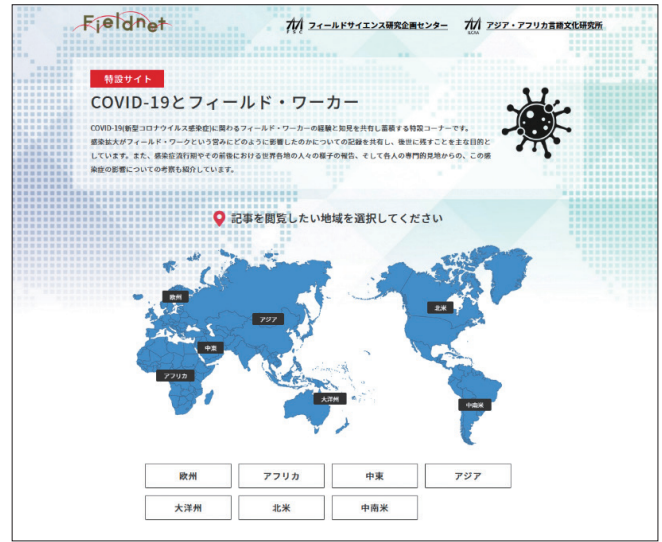 Fieldnet
フィールドサイエンス研究企画センター
アジア・アフリカ言語文化研究所
特設サイト
COVID-19とフィールド・ワーカー
COVID-19(新型コロナウイルス感染症)に関わるフィールド・ワーカーの経験と知見を共有し蓄積する特設コーナーです。
感染拡大がフィールド・ワークという営みにどのように影響したのかについての記録を共有し、後世に残すことを主な目的と
しています。また、感染症流行期やその前後における世界各地の人々の様子の報告、そして各人の専門的見地からの、この感
染症の影響についての考察も紹介しています。
記事を閲覧したい地域を選択してください
欧州
北米
アジア
中東
アフリカ
大洋州
中南米
欧州 アフリカ 中東 アジア
大洋州 北米 中南米